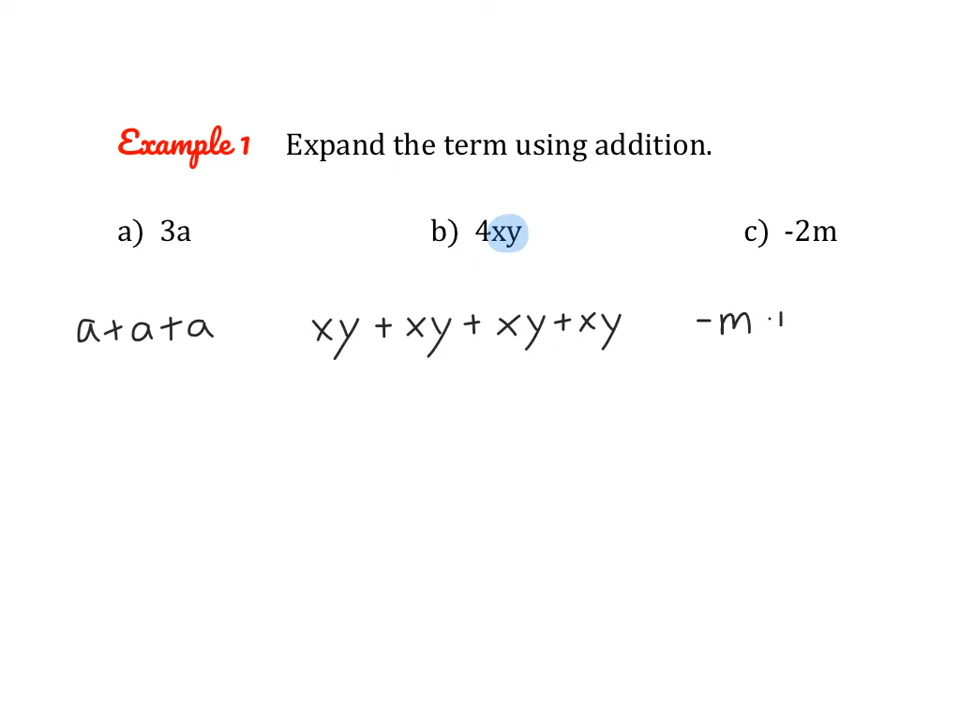 Example 1 Expand the term using addition.
a) 3a b) 4xy c) -2m
a+a+a xy + xy + xy+xy -m